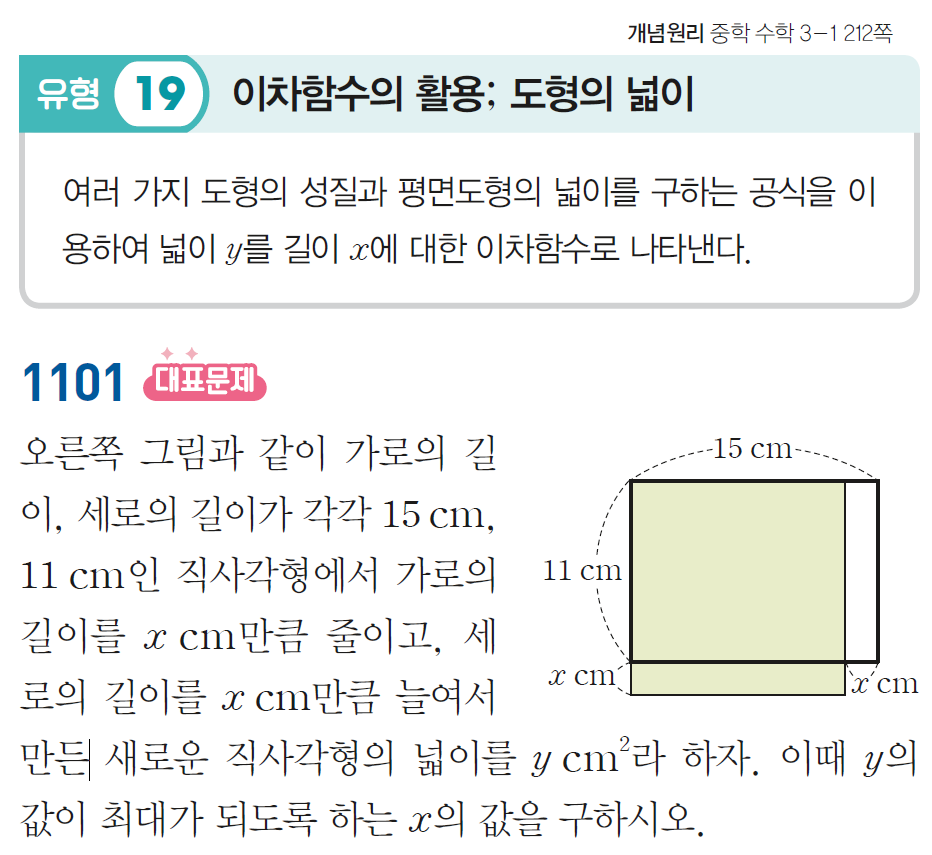 개념원리 중학 수학 3-1 212쪽
유형 19 이차함수의 활용; 도형의 넓이
여러 가지 도형의 성질과 평면도형의 넓이를 구하는 공식을 이
용하여 넓이 y를 길이 x에 대한 이차함수로 나타낸다.
1101 대표문제
오른쪽 그림과 같이 가로의 길
이, 세로의 길이가 각각 15 cm,
11 cm인 직사각형에서 가로의
길이를 x cm만큼 줄이고, 세
로의 길이를 x cm만큼 늘여서
만든 새로운 직사각형의 넓이를 y cm²라 하자. 이때 y의
값이 최대가 되도록 하는 x의 값을 구하시오.
15 cm
11 cm
x cm
x cm